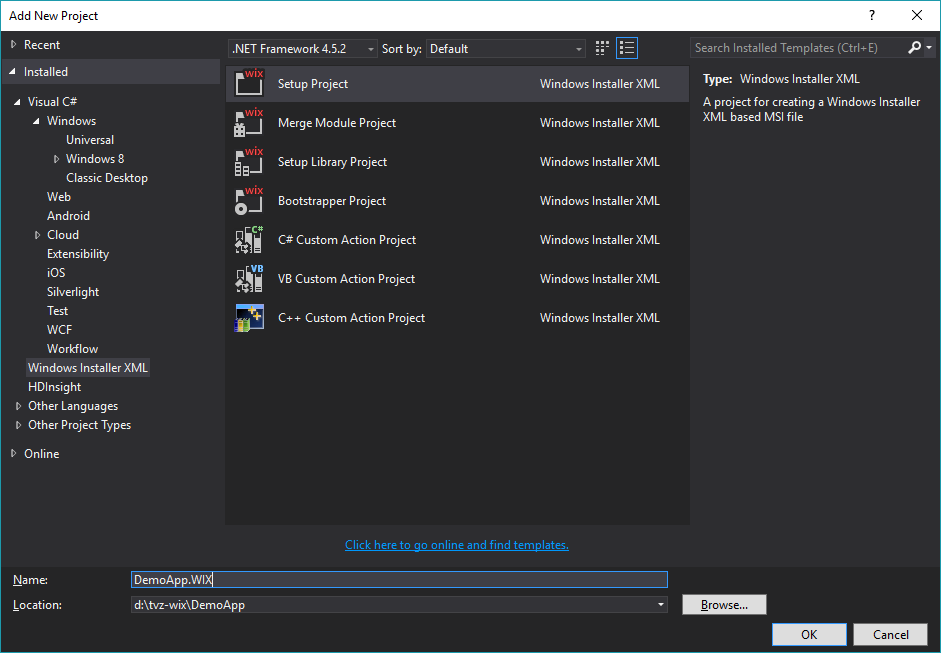 Add New Project
?
Recent
.NET Framework 4.5.2 Sort by: Default
Search Installed Templates (Ctrl+E)
Installed
Visual C#
Windows
Universal
Windows 8
Classic Desktop
Web
Android
Cloud
Extensibility
iOS
Silverlight
Test
WCF
Workflow
Windows Installer XML
HDInsight
Other Languages
Other Project Types
Online
wix Setup Project Windows Installer XML
wix Merge Module Project Windows Installer XML
wix Setup Library Project Windows Installer XML
wix Bootstrapper Project Windows Installer XML
C# C# Custom Action Project Windows Installer XML
VB VB Custom Action Project Windows Installer XML
C++ Custom Action Project Windows Installer XML
Type: Windows Installer XML
A project for creating a Windows Installer
XML based MSI file
Click here to go online and find templates.
Name: DemoApp.WIX
Location: d:\tvz-wix\DemoApp Browse...
OK Cancel